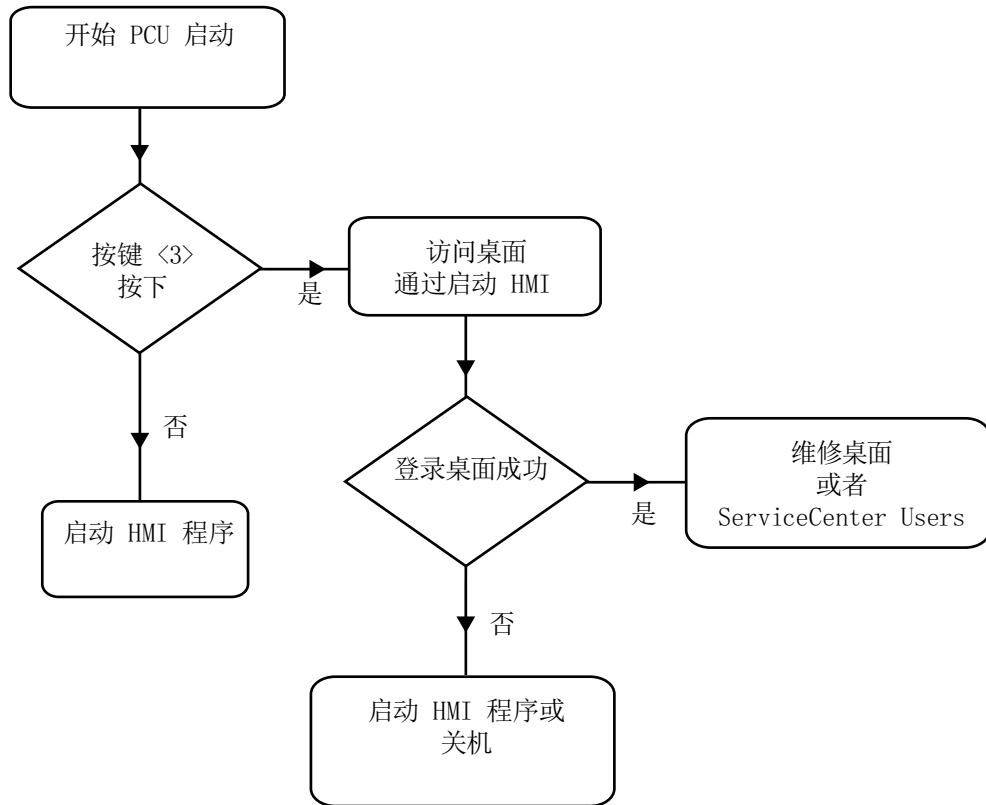 开始 PCU 启动
按键 <3>
按下
是
访问桌面
通过启动 HMI
否
启动 HMI 程序
登录桌面成功
是
维修桌面
或者
ServiceCenter Users
否
启动 HMI 程序或
关机